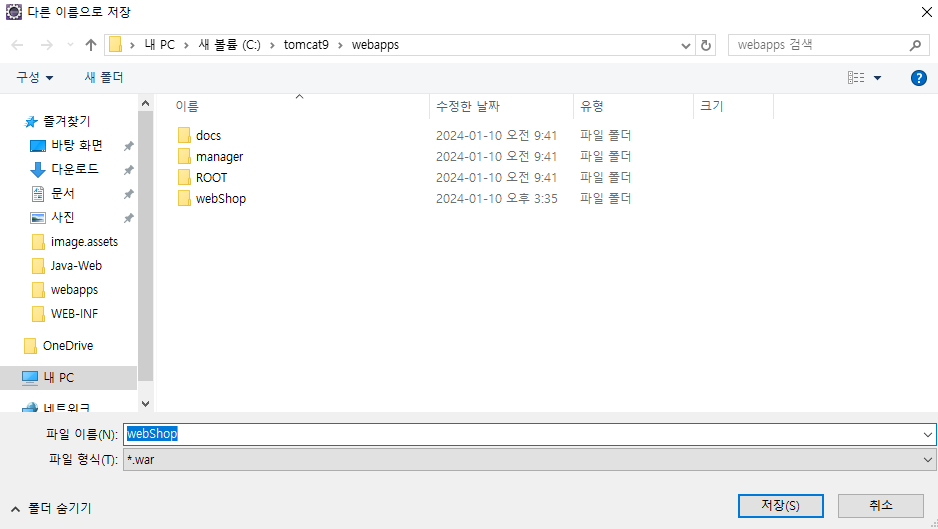 다른 이름으로 저장
내 PC > 새 볼륨 (C:) > tomcat9 > webapps
webapps 검색
구성
새 폴더
이름
수정한 날짜
유형
크기
즐겨찾기
바탕 화면
다운로드
문서
사진
image.assets
Java-Web
webapps
WEB-INF
OneDrive
내 PC
네트워크
docs 2024-01-10 오전 9:41 파일 폴더
manager 2024-01-10 오전 9:41 파일 폴더
ROOT 2024-01-10 오전 9:41 파일 폴더
webShop 2024-01-10 오후 3:35 파일 폴더
파일 이름(N): webShop
파일 형식(T): *.war
폴더 숨기기
저장(S)
취소